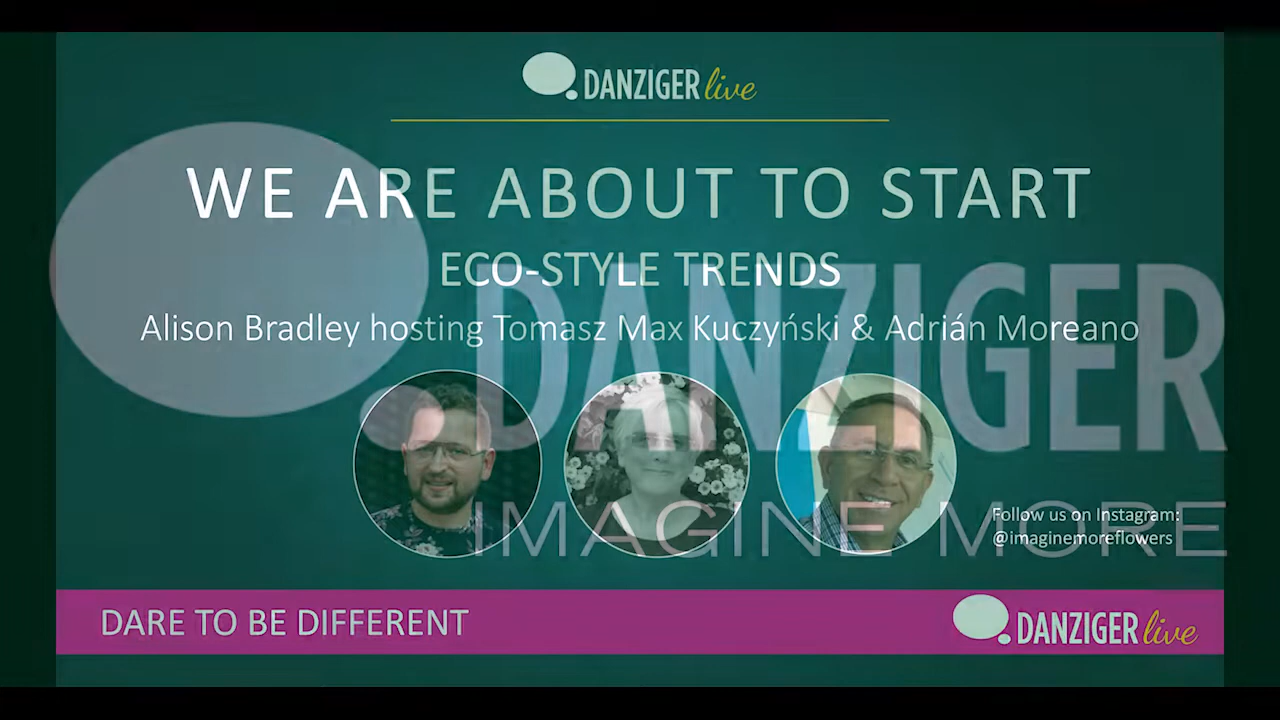 DANZIGER live
WE ARE ABOUT TO START
ECO-STYLE TRENDS
DANZIGER
Alison Bradley hosting Tomasz Max Kuczyński & Adrián Moreano
IMAGINE MORE
Follow us on Instagram:
@imaginemoreflowers
DARE TO BE DIFFERENT
DANZIGER live